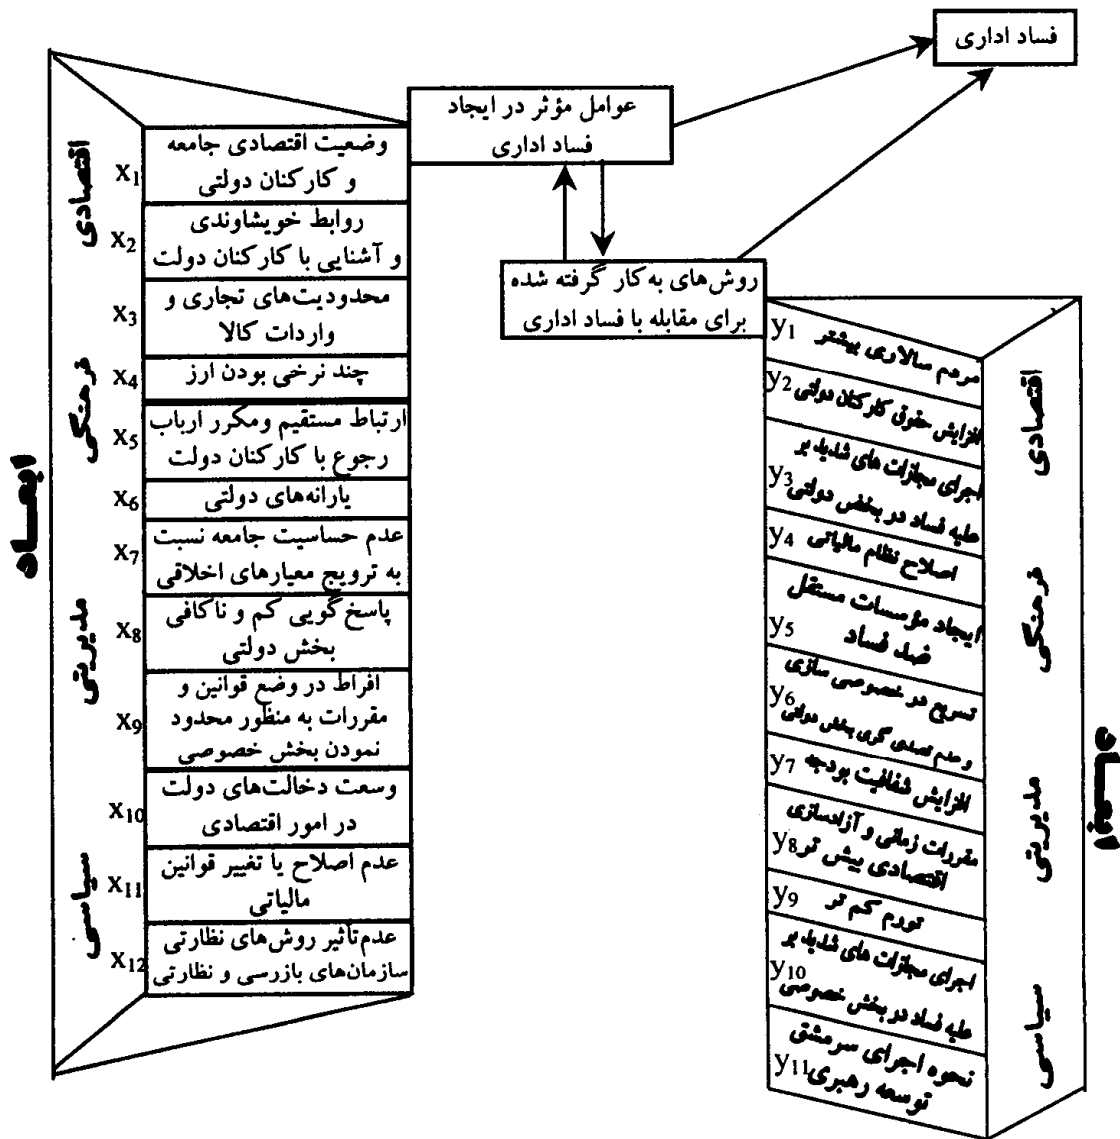 فساد اداری
عوامل مؤثر در ایجاد
فساد اداری
روش‌های به‌کار گرفته شده
برای مقابله با فساد اداری
ابعـــاد
اقتصادی
فرهنگی
مدیریتی
سیاسی
x1
وضعیت اقتصادی جامعه
و کارکنان دولتی
x2
روابط خویشاوندی
و آشنایی با کارکنان دولت
x3
محدودیت‌های تجاری و
واردات کالا
x4
چند نرخی بودن ارز
x5
ارتباط مستقیم ومکرر ارباب
رجوع با کارکنان دولت
x6
یارانه‌های دولتی
x7
عدم حساسیت جامعه نسبت
به ترویج معیارهای اخلاقی
x8
پاسخ‌گویی کم و ناکافی
بخش دولتی
x9
افراط در وضع قوانین و
مقررات به منظور محدود
نمودن بخش خصوصی
x10
وسعت دخالت‌های دولت
در امور اقتصادی
x11
عدم اصلاح یا تغییر قوانین
مالیاتی
x12
عدم‌تأثیر روش‌های نظارتی
سازمان‌های بازرسی و نظارتی
y1
مردم سالاری بیشتر
y2
افزایش حقوق کارکنان دولتی
y3
اجرای مجازات های شدید بر
علیه فساد در بخش دولتی
y4
اصلاح نظام مالیاتی
y5
ایجاد مؤسسات مستقل
ضد فساد
y6
تسریع در خصوصی سازی
و عدم تصدی گری بخش دولتی
y7
افزایش شفافیت بودجه
y8
مقررات زمانی و آزادسازی
اقتصادی بیش تر
y9
تورم کم تر
y10
اجرای مجازات های شدید بر
علیه فساد در بخش خصوصی
y11
نحوه اجرای سرمشق
توسعه رهبری
اقتصادی
فرهنگی
مدیریتی
سیاسی